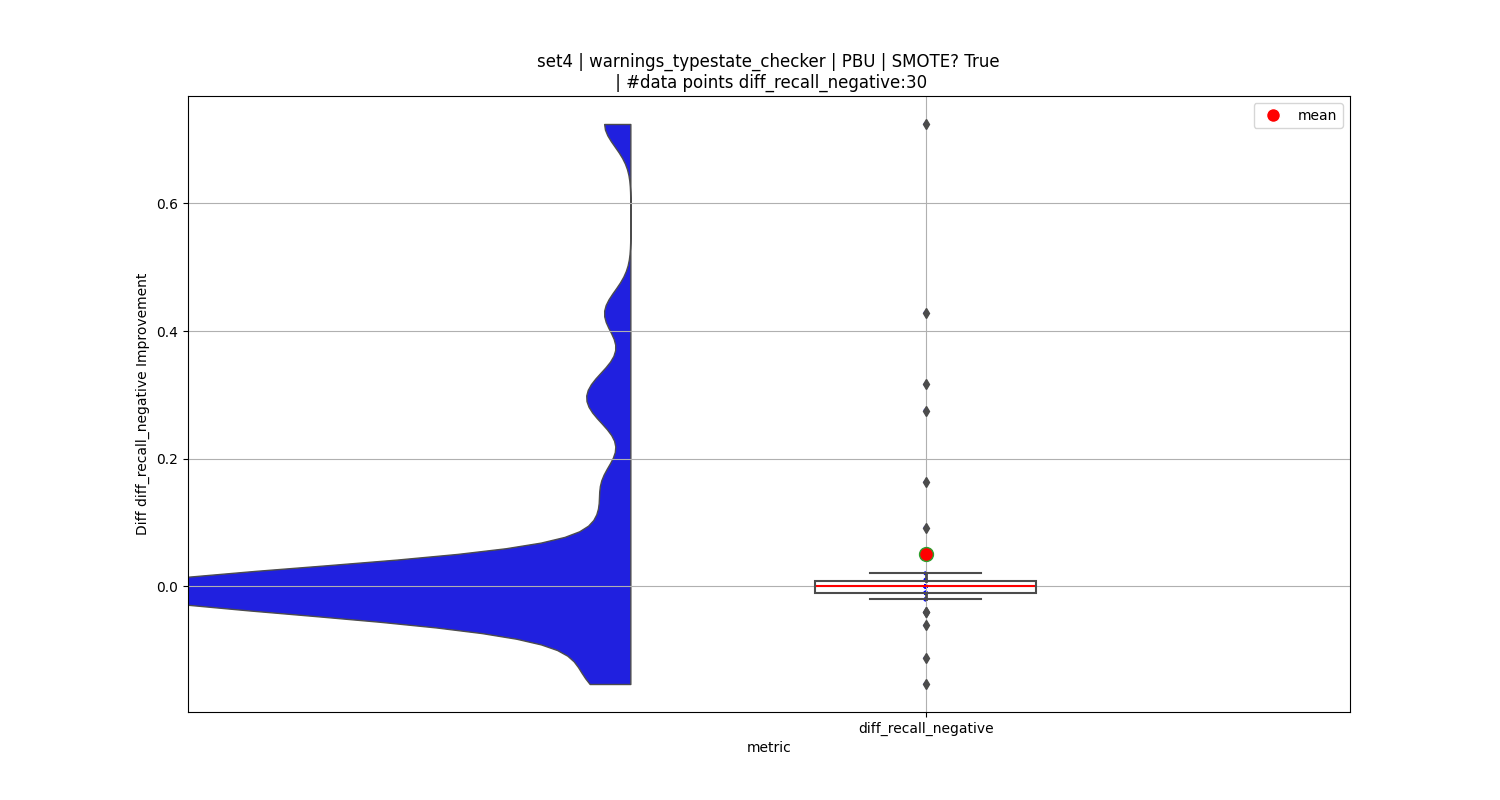 set4 | warnings_typestate_checker | PBU | SMOTE? True
| #data points diff_recall_negative:30
mean
0.6
0.4
0.2
0.0
Diff diff_recall_negative Improvement
diff_recall_negative
metric